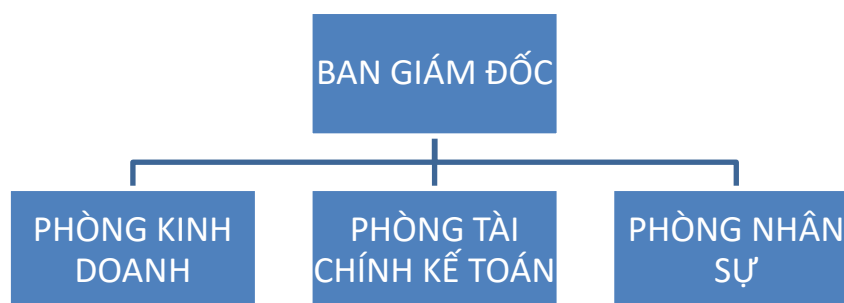 BAN GIÁM ĐỐC
PHÒNG KINH
DOANH
PHÒNG TÀI
CHÍNH KẾ TOÁN
PHÒNG NHÂN
SỰ